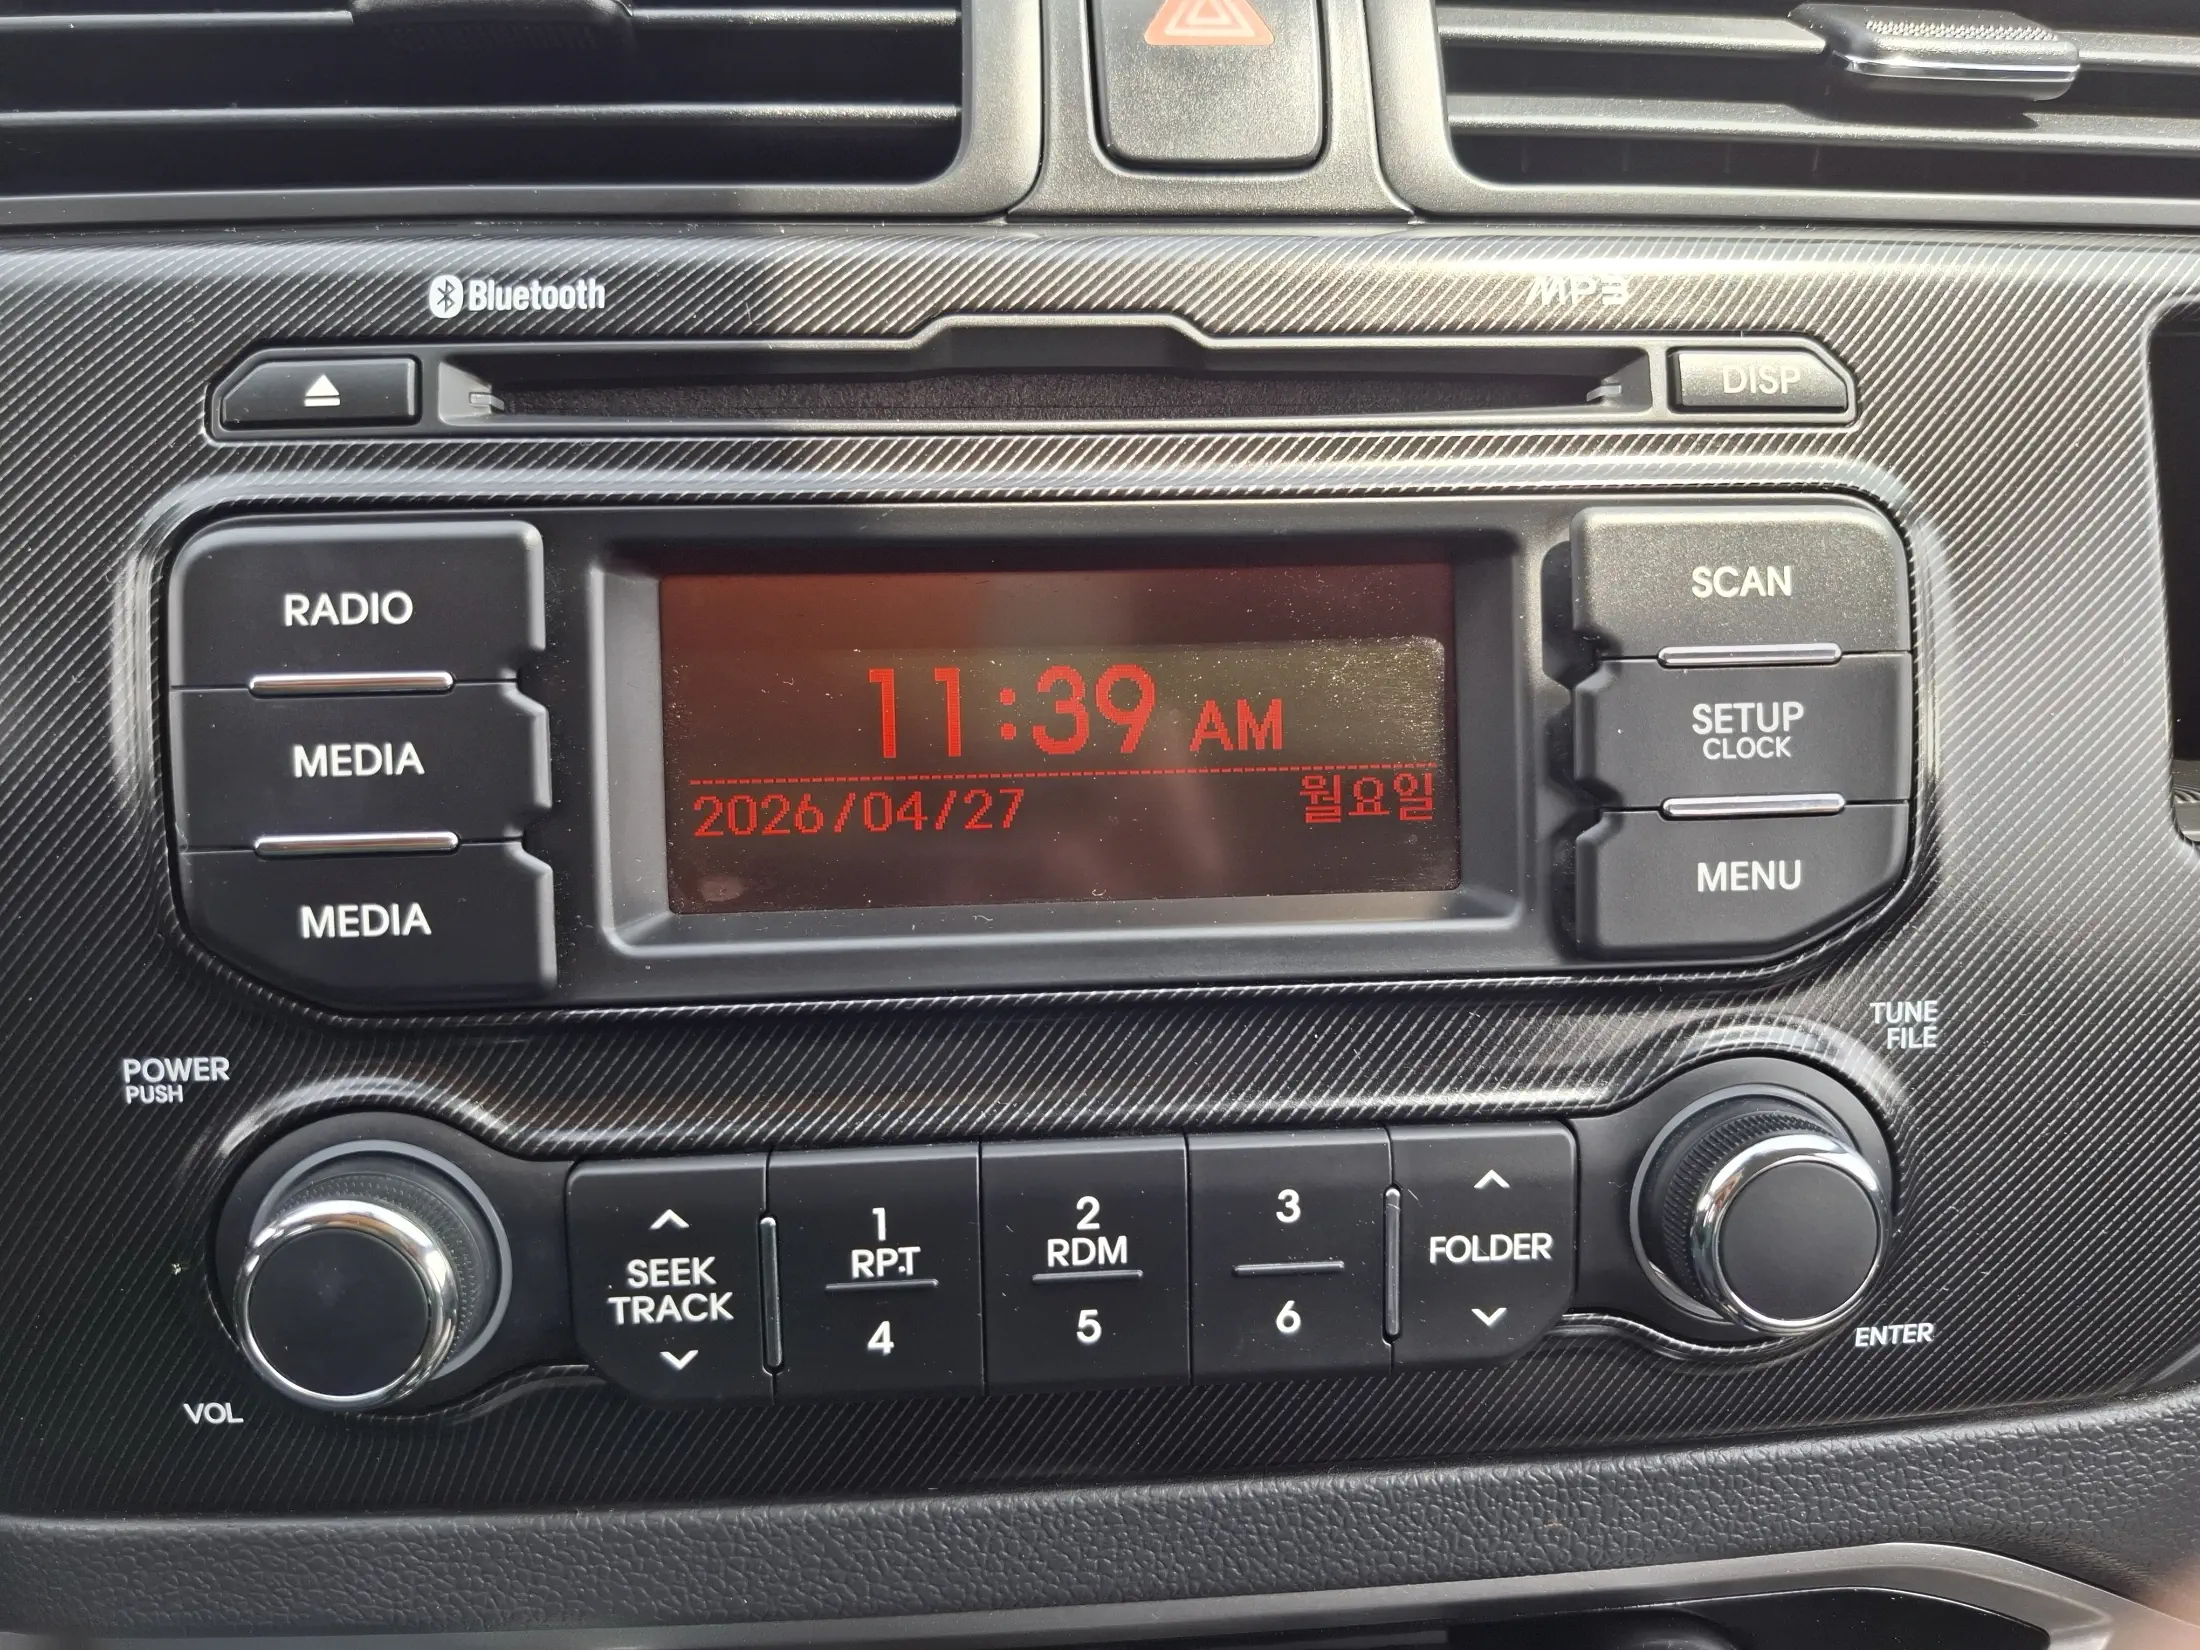 Bluetooth
MP3
DISP
RADIO
MEDIA
MEDIA
11:39 AM
2026/04/27 월요일
SCAN
SETUP
CLOCK
MENU
POWER
PUSH
VOL
SEEK
TRACK
1
RPT
4
2
RDM
5
3
6
FOLDER
TUNE
FILE
ENTER